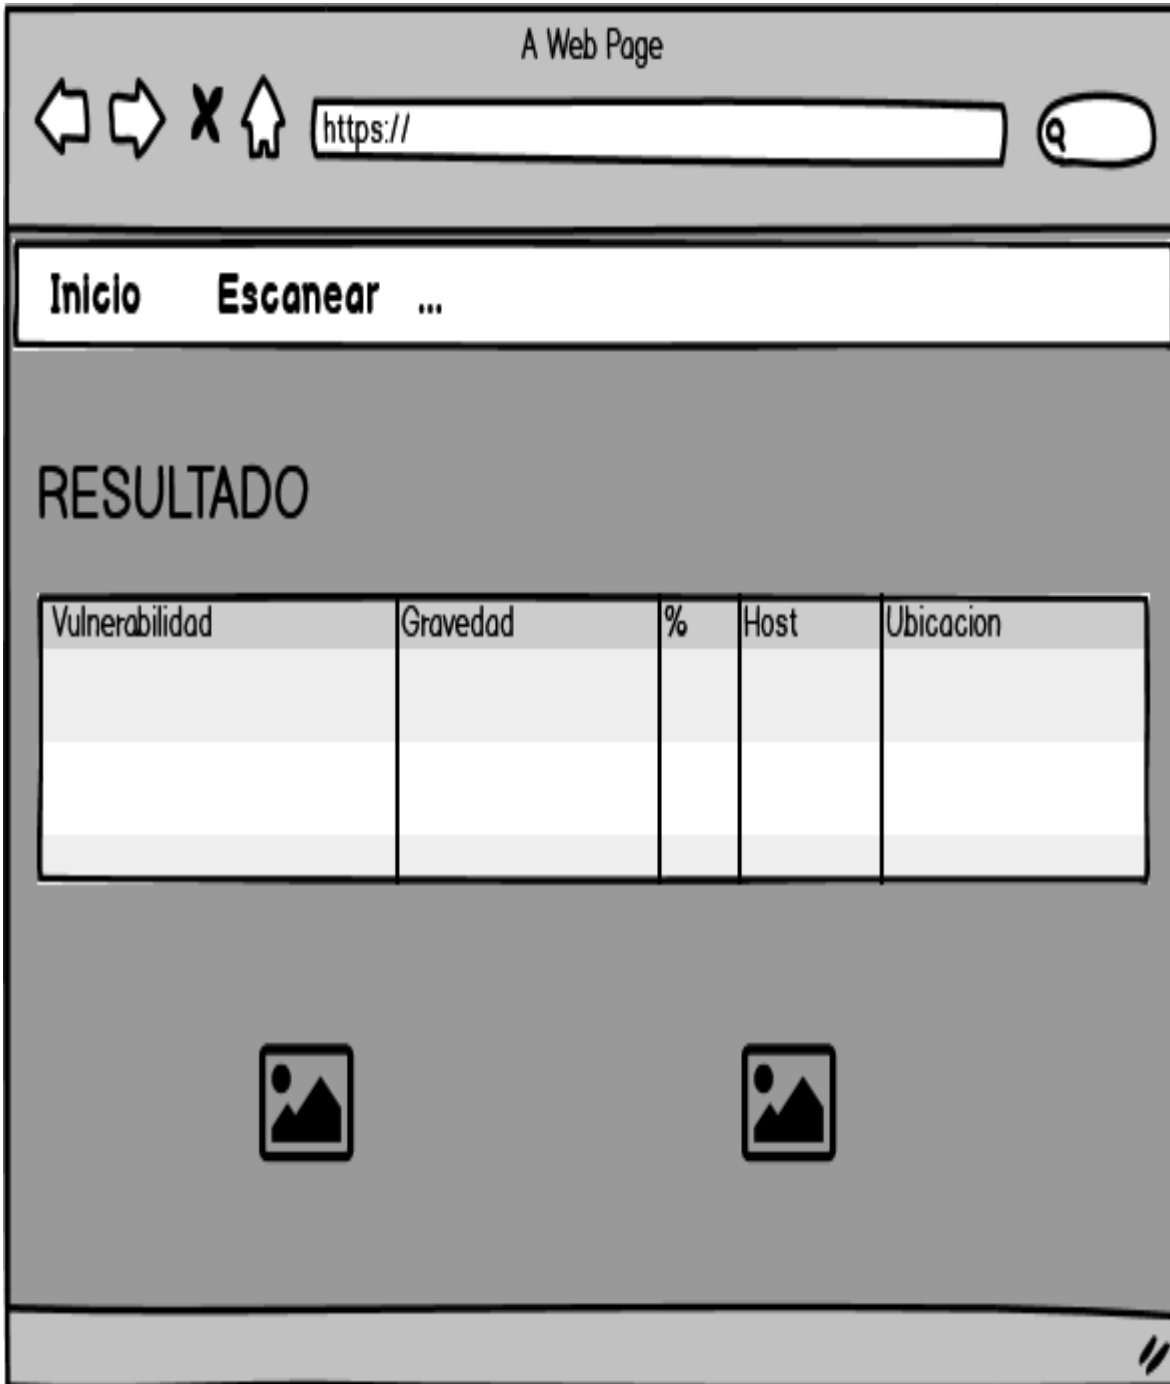 A Web Page
https://
Inicio Escanear ...
RESULTADO
Vulnerabilidad Gravedad % Host Ubicacion